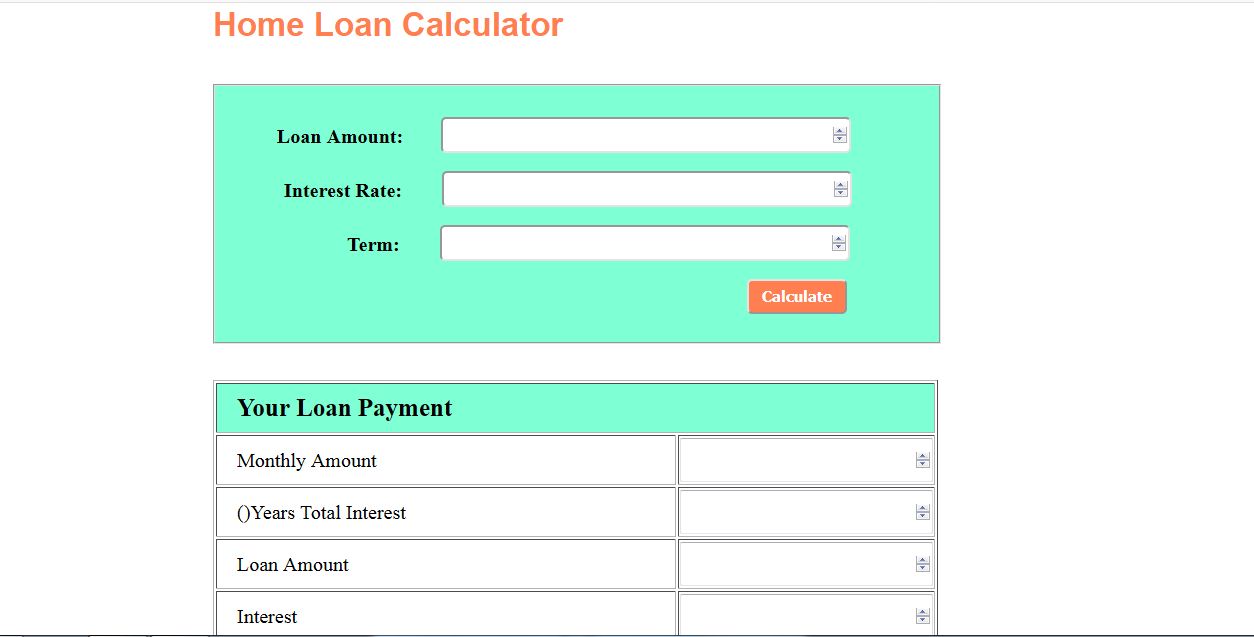 Home Loan Calculator
Loan Amount:
Interest Rate:
Term:
Calculate
Your Loan Payment
Monthly Amount
()Years Total Interest
Loan Amount
Interest